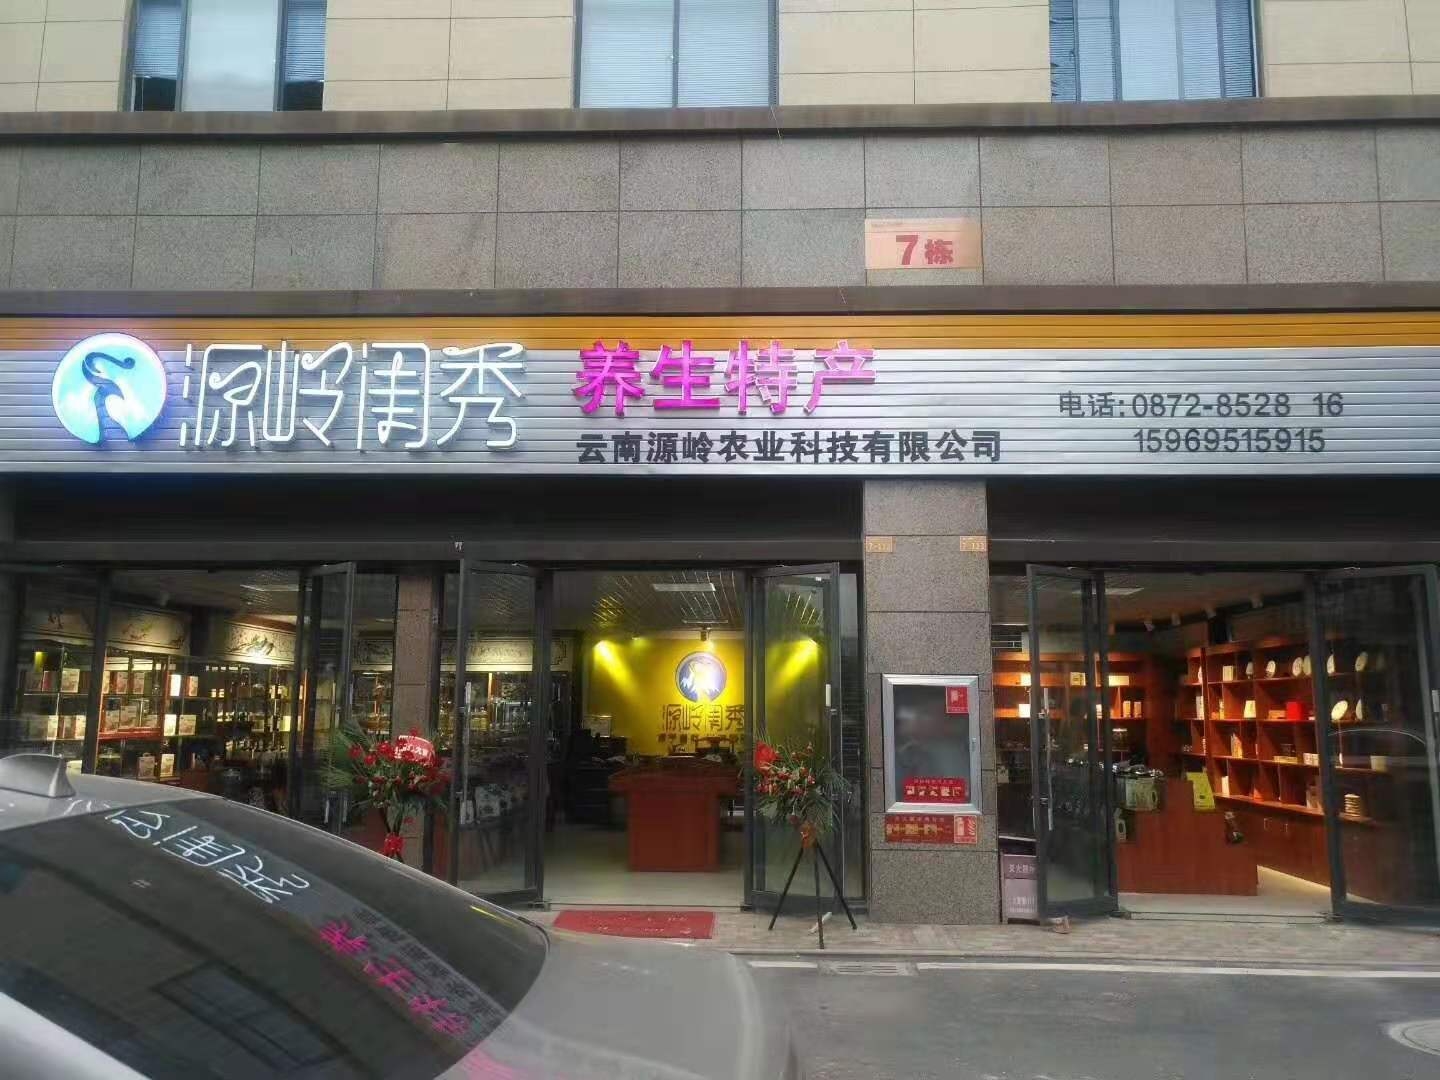 7栋
源岭闺秀
养生特产
云南源岭农业科技有限公司
电话:0872-8528 16
15969515915
源岭闺秀